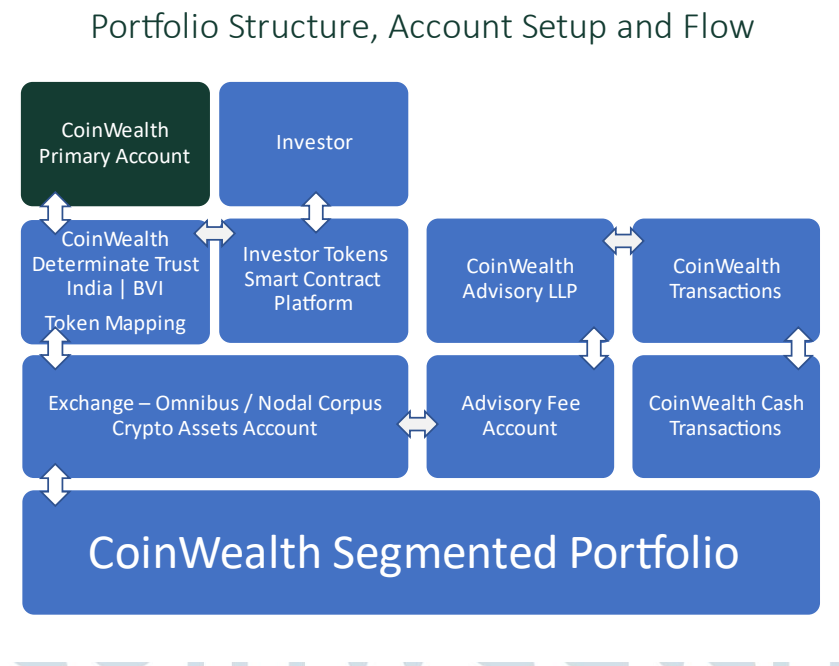 Portfolio Structure, Account Setup and Flow
CoinWealth
Primary Account
Investor
CoinWealth
Determinate Trust
India | BVI
Token Mapping
Investor Tokens
Smart Contract
Platform
CoinWealth
Advisory LLP
CoinWealth
Transactions
Exchange – Omnibus / Nodal Corpus
Crypto Assets Account
Advisory Fee
Account
CoinWealth Cash
Transactions
CoinWealth Segmented Portfolio